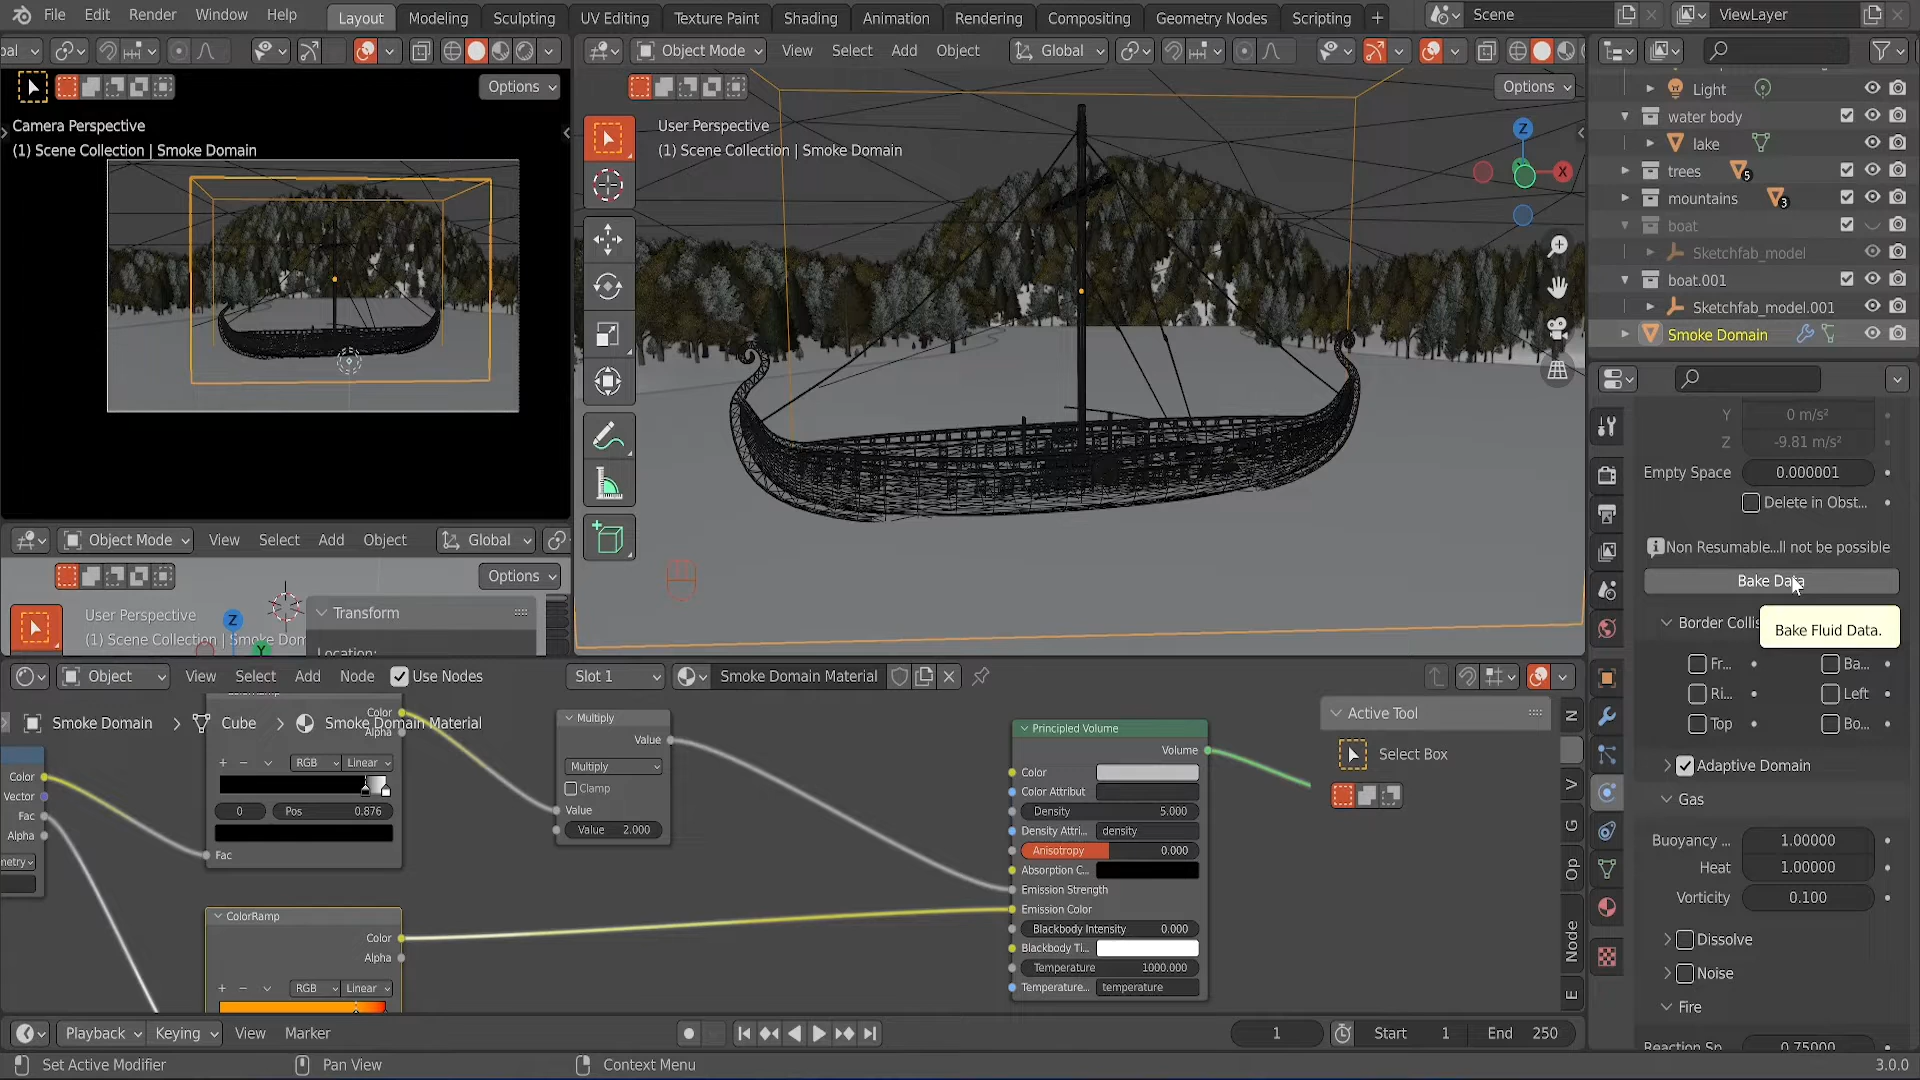 File Edit Render Window Help Layout Modeling Sculpting UV Editing Texture Paint Shading Animation Rendering Compositing Geometry Nodes Scripting + Scene ViewLayer
Object Mode View Select Add Object Global
Options
Options
Camera Perspective
(1) Scene Collection | Smoke Domain
User Perspective
(1) Scene Collection | Smoke Domain
Z
X
Light
water body
lake
trees 5
mountains 3
boat
Sketchfab_model
boat.001
Sketchfab_model.001
Smoke Domain
Y 0 m/s²
Z -9.81 m/s²
Empty Space 0.000001
Delete in Obst...
Non Resumable...ll not be possible
Bake Data
Bake Fluid Data.
Border Collis
Fr... Ba...
Ri... Left
Top Bo...
Adaptive Domain
Gas
Buoyancy ... 1.00000
Heat 1.00000
Vorticity 0.100
Dissolve
Noise
Fire
Reaction Sp... 0.75000
Object Mode View Select Add Object Global
Options
User Perspective
(1) Scene Collection | Smoke Dom
Z
Y
Transform
Location:
Object View Select Add Node Use Nodes Slot 1 Smoke Domain Material
Smoke Domain > Cube > Smoke Domain Material
Color
Vector
Fac
Alpha
metry
ColorRamp
Color
Alpha
RGB Linear
0 Pos 0.876
Fac
ColorRamp
Color
Alpha
RGB Linear
Multiply
Value
Multiply
Clamp
Value
Value 2.000
Principled Volume
Volume
Color
Color Attribut
Density 5.000
Density Attri... density
Anisotropy 0.000
Absorption C...
Emission Strength
Emission Color
Blackbody Intensity 0.000
Blackbody Ti...
Temperature 1000.000
Temperature... temperature
Active Tool
Select Box
N
V
G
Op
Node
E
Playback Keying View Marker 1 Start 1 End 250
Set Active Modifier Pan View Context Menu 3.0.0